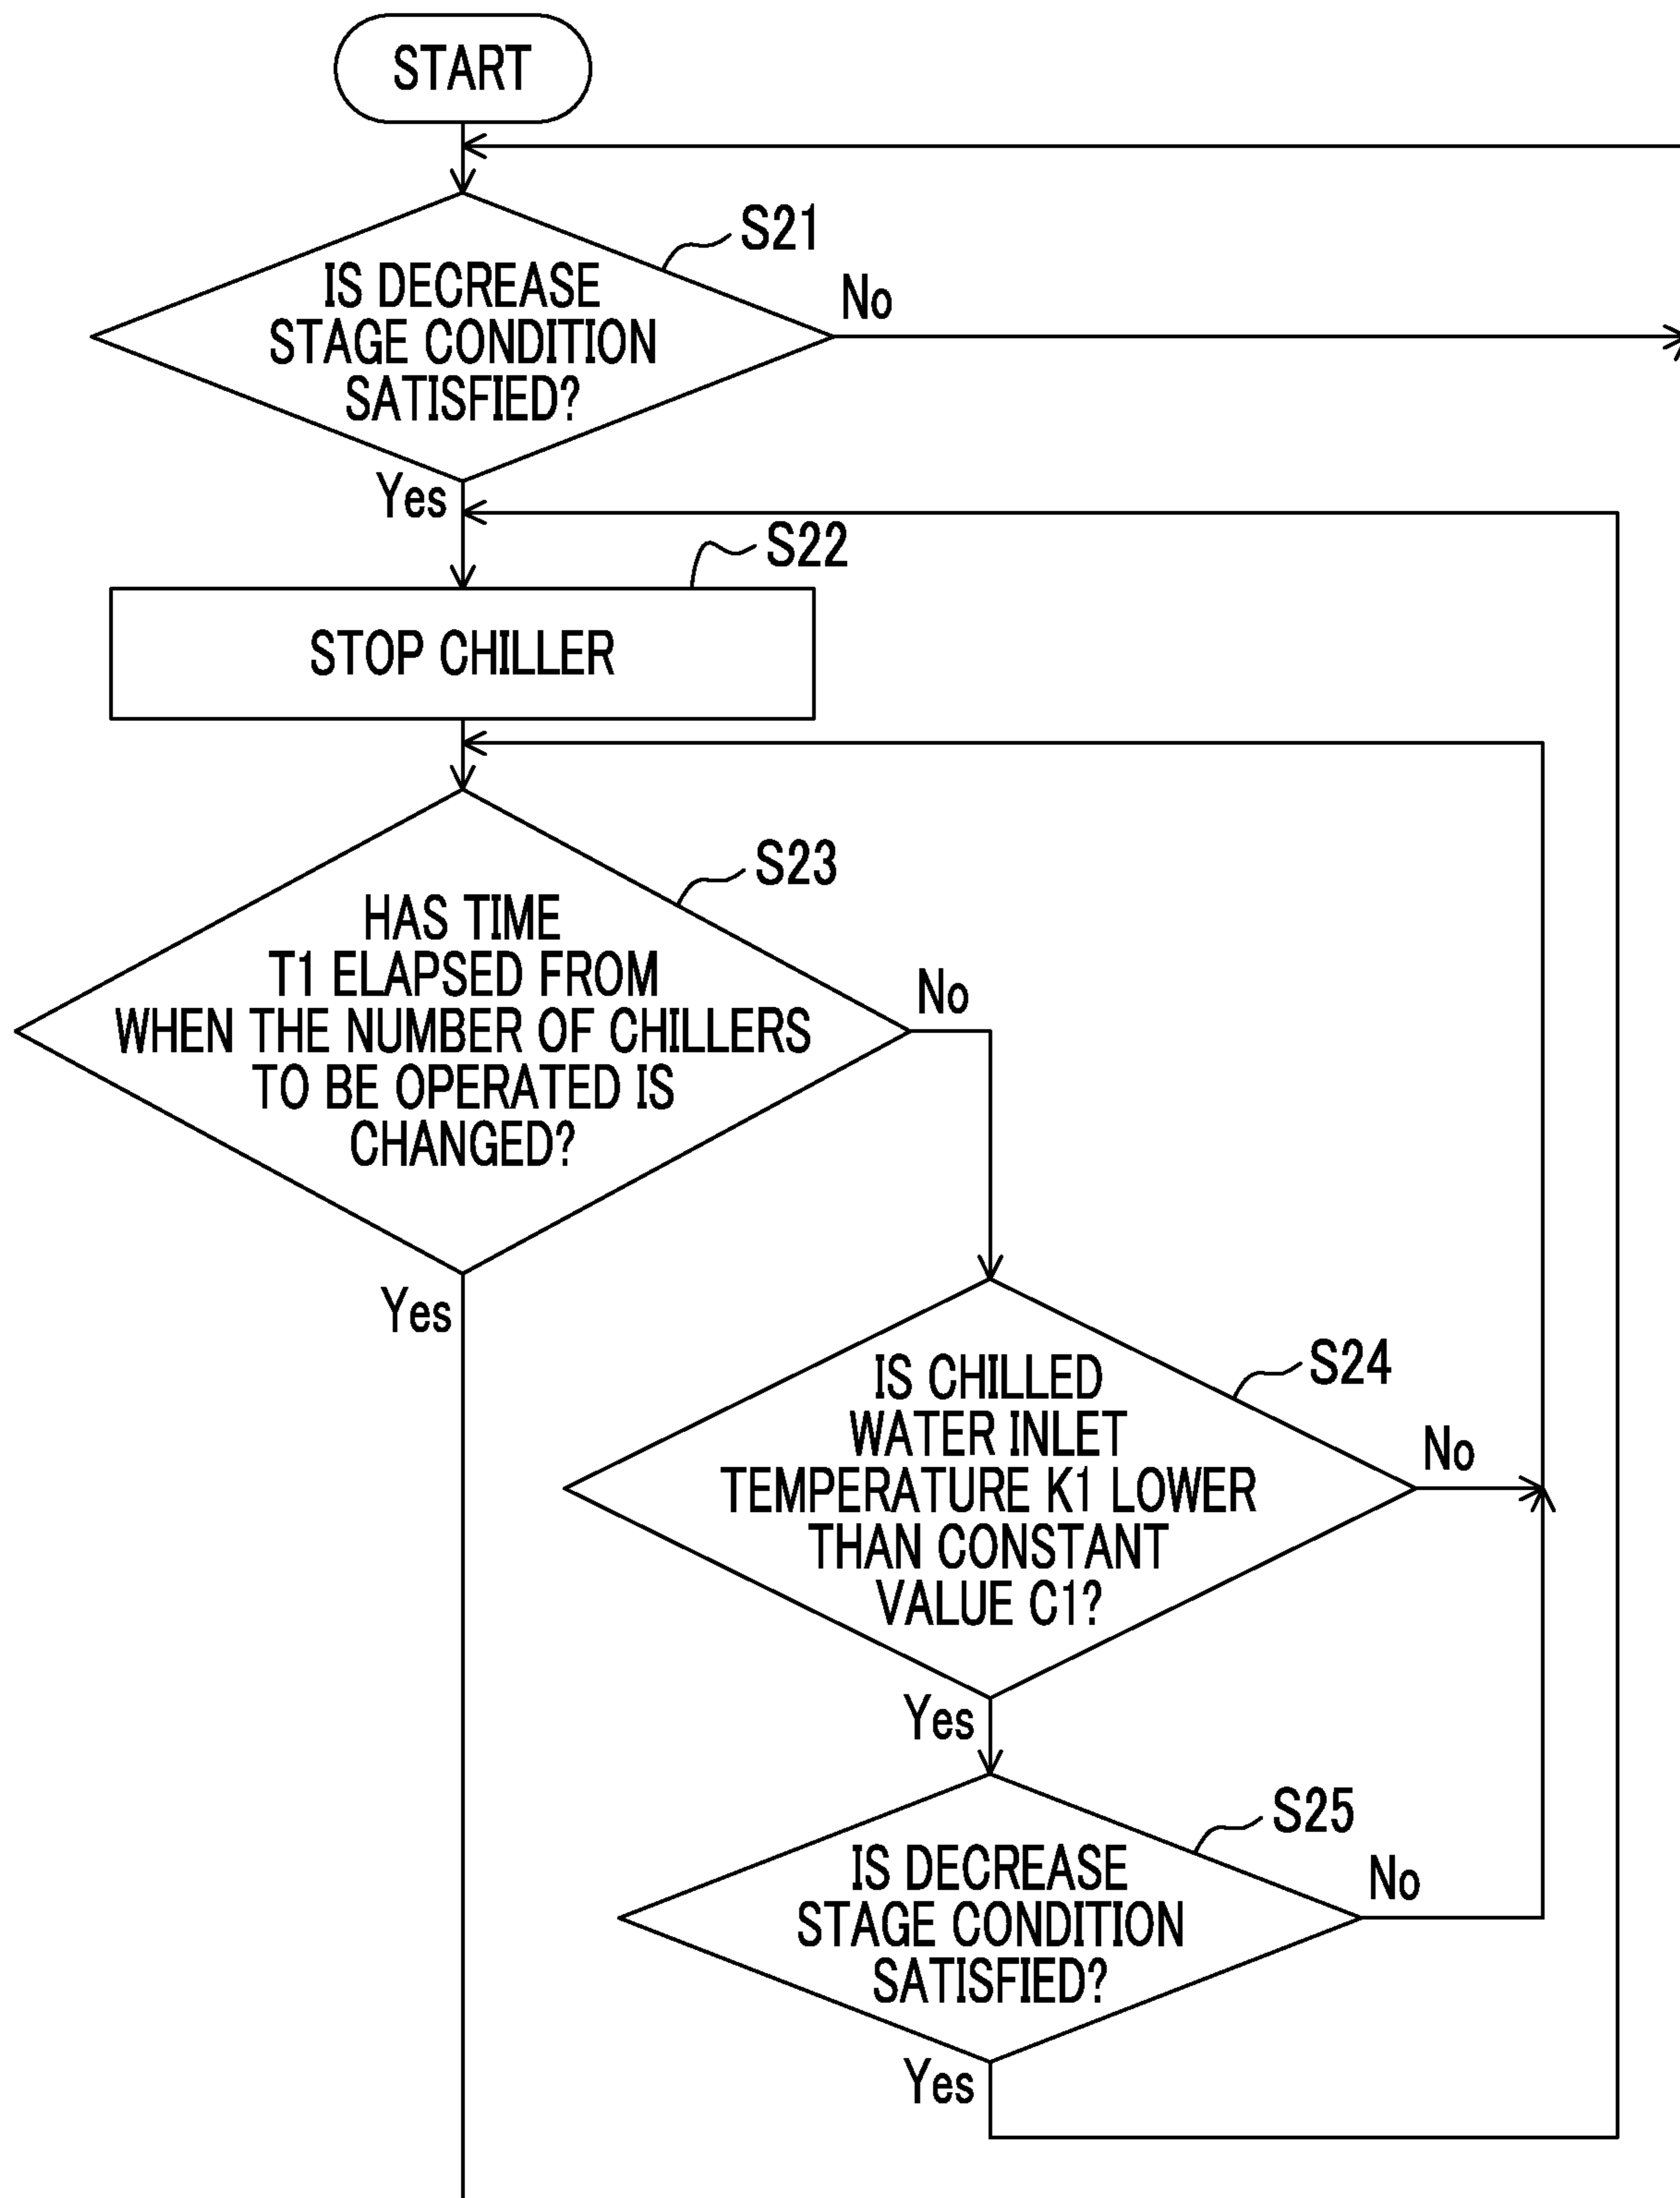 START
S21
IS DECREASE
STAGE CONDITION
SATISFIED?
No
Yes
S22
STOP CHILLER
S23
HAS TIME
T1 ELAPSED FROM
WHEN THE NUMBER OF CHILLERS
TO BE OPERATED IS
CHANGED?
No
Yes
S24
IS CHILLED
WATER INLET
TEMPERATURE K1 LOWER
THAN CONSTANT
VALUE C1?
No
Yes
S25
IS DECREASE
STAGE CONDITION
SATISFIED?
No
Yes